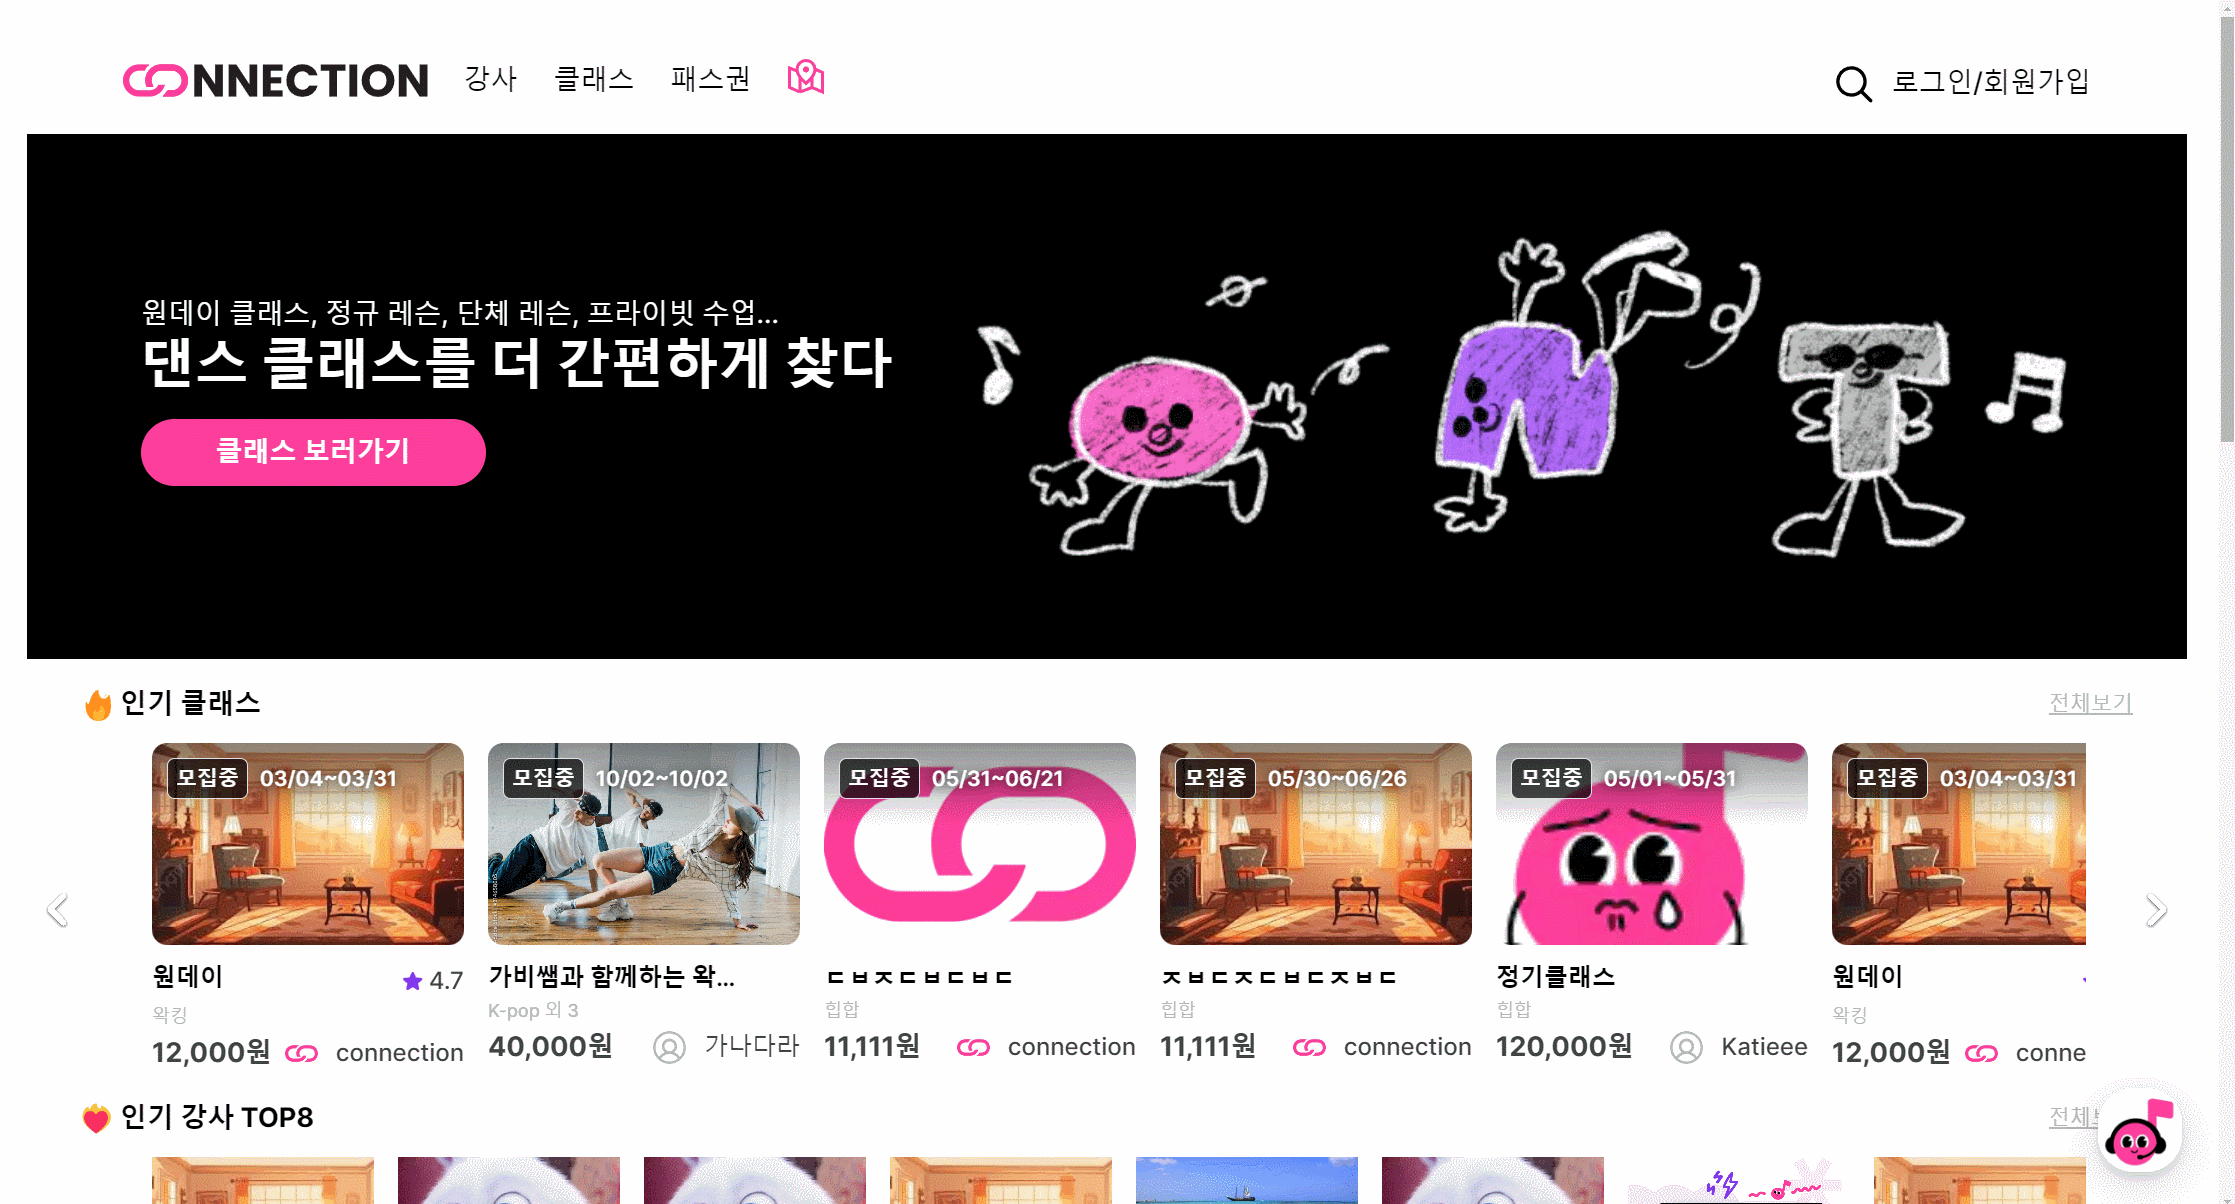 CONNECTION 강사 클래스 패스권 로그인/회원가입
원데이 클래스, 정규 레슨, 단체 레슨, 프라이빗 수업...
댄스 클래스를 더 간편하게 찾다
클래스 보러가기
인기 클래스 전체보기
모집중 03/04~03/31
원데이 4.7
왁킹
12,000원 connection
모집중 10/02~10/02
가비쌤과 함께하는 왁...
K-pop 외 3
40,000원 가나다라
모집중 05/31~06/21
ㄷㅂㅈㄷㅂㄷㅂㄷ
힙합
11,111원 connection
모집중 05/30~06/26
ㅈㅂㄷㅈㄷㅂㄷㅈㅂㄷ
힙합
11,111원 connection
모집중 05/01~05/31
정기클래스
힙합
120,000원 Katieee
모집중 03/04~03/31
원데이
왁킹
12,000원 conne
인기 강사 TOP8 전체